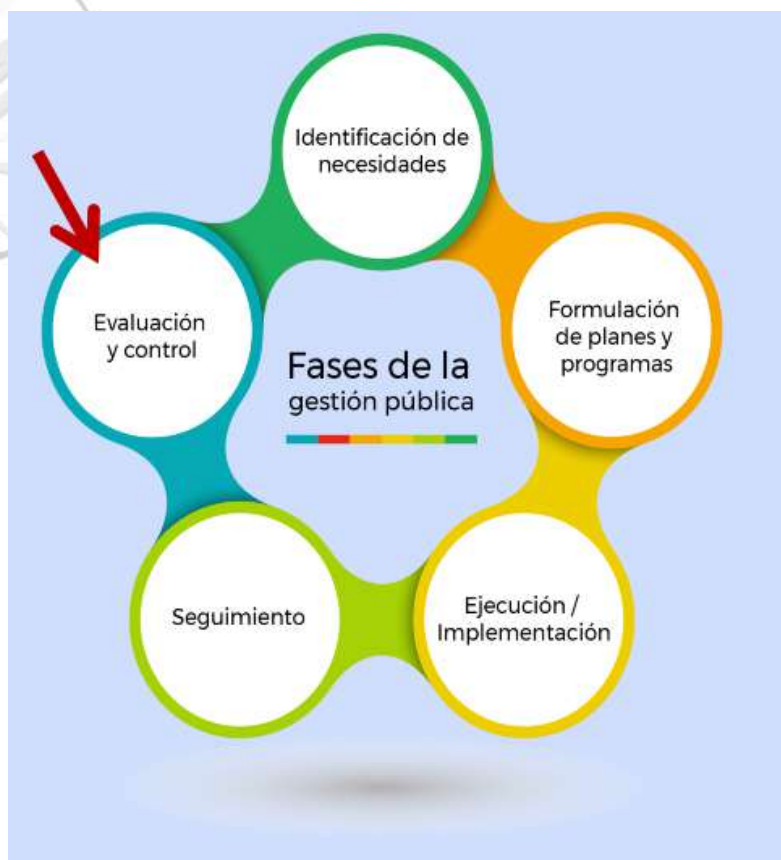 Identificación de
necesidades
Formulación
de planes y
programas
Evaluación
y control
Fases de la
gestión pública
Seguimiento
Ejecución /
Implementación